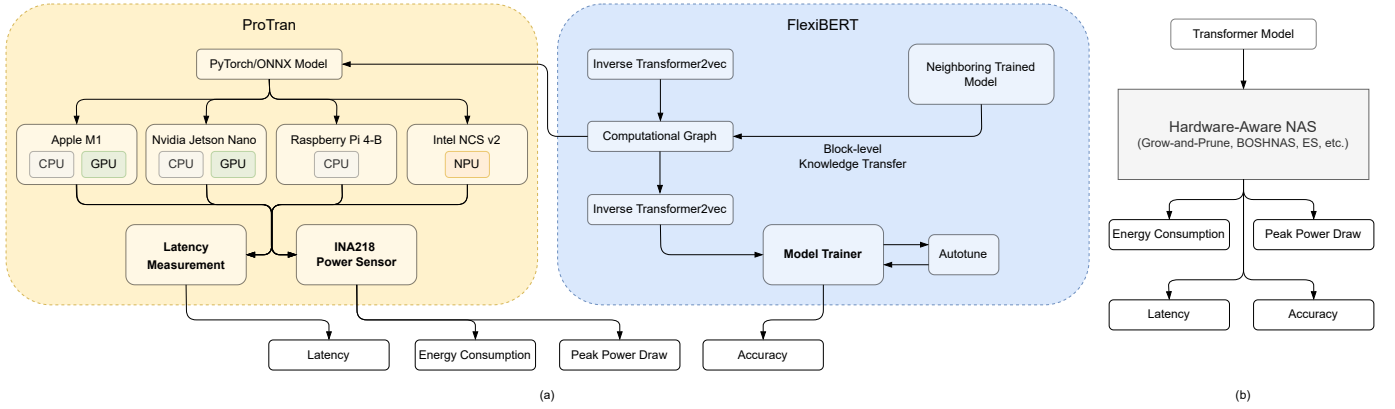 ProTran
PyTorch/ONNX Model
Apple M1
CPU
GPU
Nvidia Jetson Nano
CPU
GPU
Raspberry Pi 4-B
CPU
Intel NCS v2
NPU
Latency
Measurement
INA218
Power Sensor
FlexiBERT
Inverse Transformer2vec
Neighboring Trained
Model
Computational Graph
Block-level
Knowledge Transfer
Inverse Transformer2vec
Model Trainer
Autotune
Latency
Energy Consumption
Peak Power Draw
Accuracy
(a)
Transformer Model
Hardware-Aware NAS
(Grow-and-Prune, BOSHNAS, ES, etc.)
Energy Consumption
Peak Power Draw
Latency
Accuracy
(b)